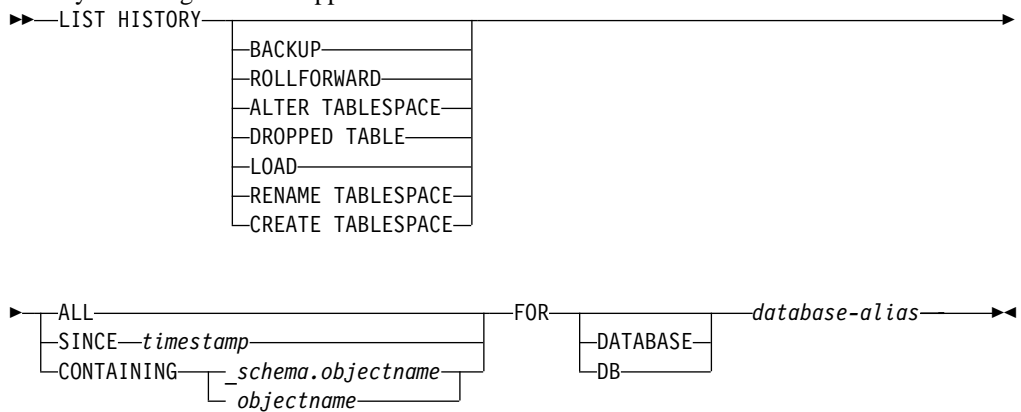 LIST HISTORY
BACKUP
ROLLFORWARD
ALTER TABLESPACE
DROPPED TABLE
LOAD
RENAME TABLESPACE
CREATE TABLESPACE
ALL FOR database-alias
SINCE timestamp DATABASE
CONTAINING _schema.objectname DB
objectname